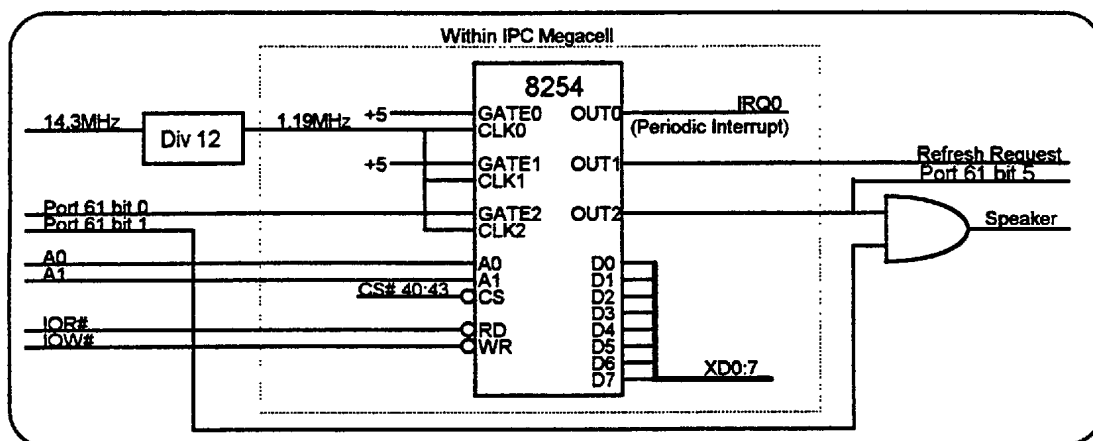 Within IPC Megacell
8254
+5
GATE0
OUT0
IRQ0
14.3MHz
Div 12
1.19MHz
CLK0
(Periodic Interrupt)
+5
GATE1
OUT1
Refresh Request
CLK1
Port 61 bit 5
Port 61 bit 0
GATE2
OUT2
Port 61 bit 1
CLK2
Speaker
A0
A0
D0
A1
A1
D1
CS# 40:43
CS
D2
D3
IOR#
RD
D4
IOW#
WR
D5
D6
XD0:7
D7